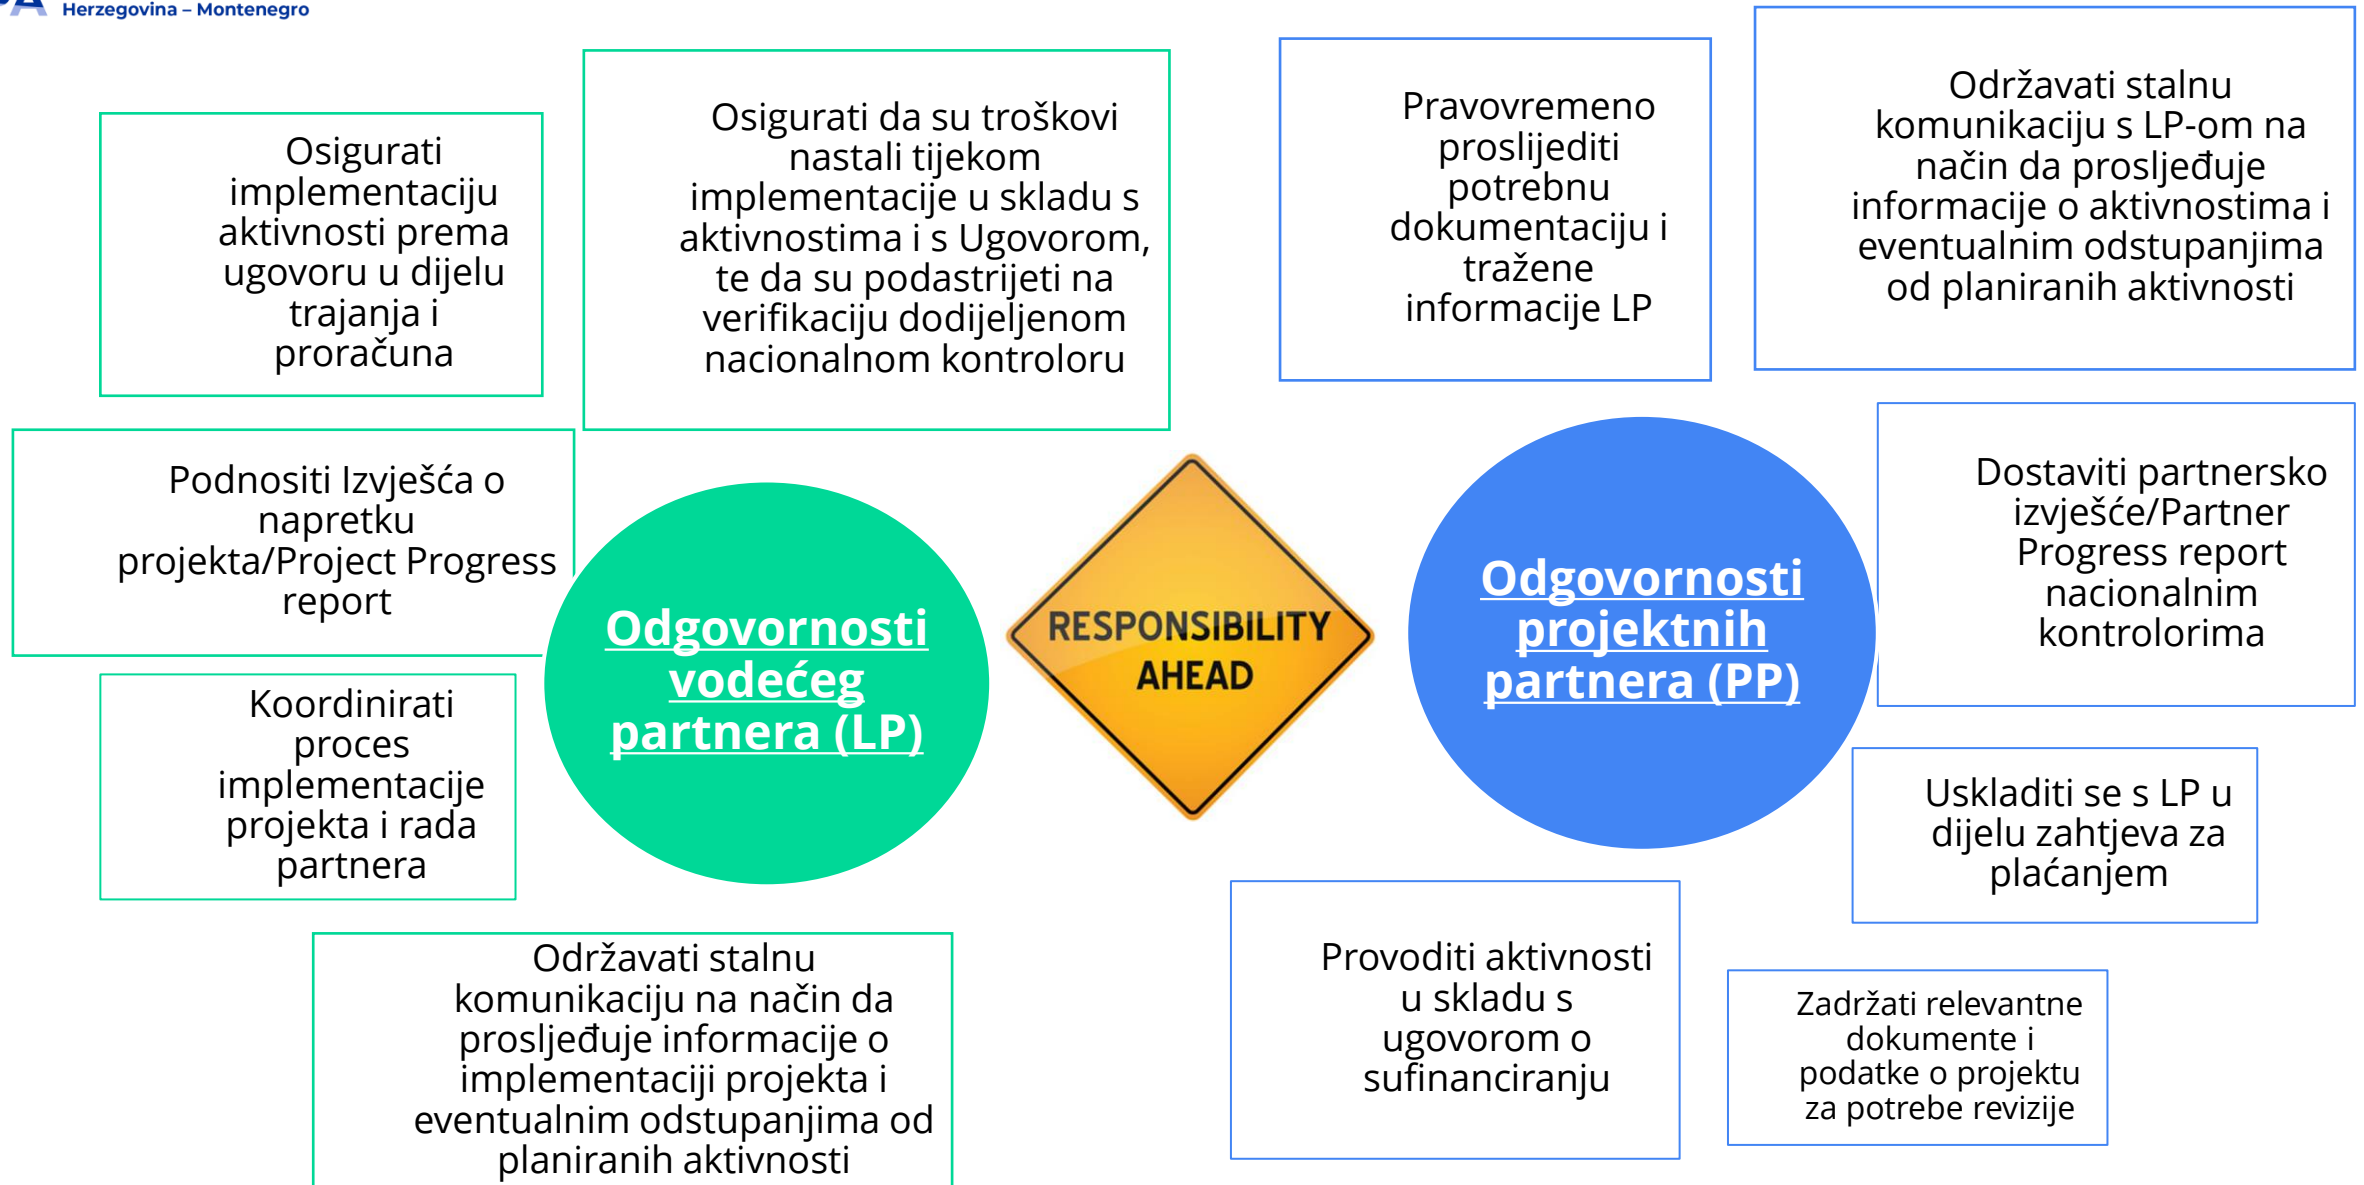 Herzegovina – Montenegro
Osigurati
implementaciju
aktivnosti prema
ugovoru u dijelu
trajanja i
proračuna
Osigurati da su troškovi
nastali tijekom
implementacije u skladu s
aktivnostima i s Ugovorom,
te da su podastrijeti na
verifikaciju dodijeljenom
nacionalnom kontroloru
Podnositi Izvješća o
napretku
projekta/Project Progress
report
Odgovornosti
vodećeg
partnera (LP)
Koordinirati
proces
implementacije
projekta i rada
partnera
Održavati stalnu
komunikaciju na način da
prosljeđuje informacije o
implementaciji projekta i
eventualnim odstupanjima od
planiranih aktivnosti
RESPONSIBILITY
AHEAD
Pravovremeno
proslijediti
potrebnu
dokumentaciju i
tražene
informacije LP
Održavati stalnu
komunikaciju s LP-om na
način da prosljeđuje
informacije o aktivnostima i
eventualnim odstupanjima
od planiranih aktivnosti
Odgovornosti
projektnih
partnera (PP)
Dostaviti partnersko
izvješće/Partner
Progress report
nacionalnim
kontrolorima
Uskladiti se s LP u
dijelu zahtjeva za
plaćanjem
Provoditi aktivnosti
u skladu s
ugovorom o
sufinanciranju
Zadržati relevantne
dokumente i
podatke o projektu
za potrebe revizije